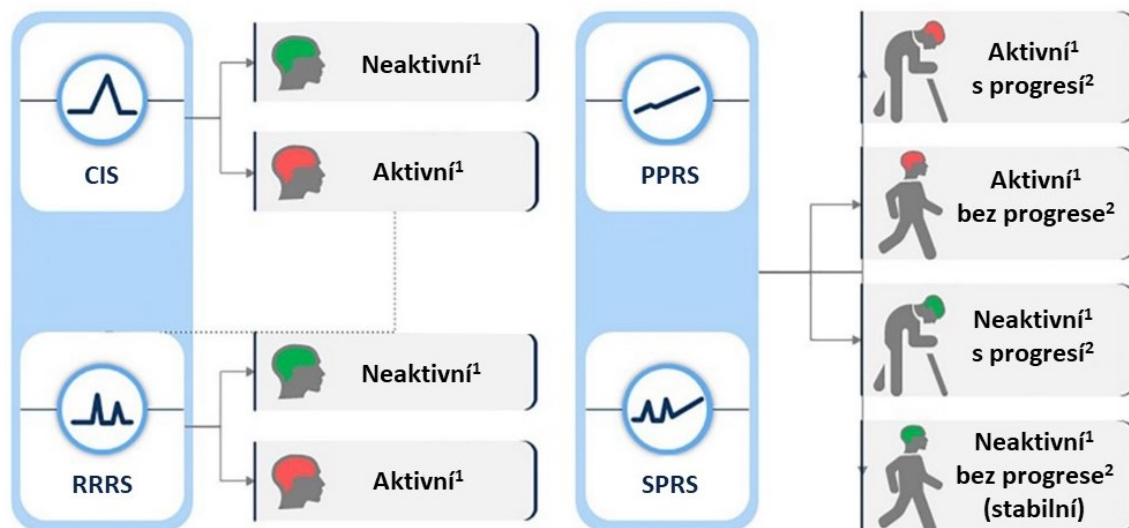 CIS
Neaktivní¹
Aktivní¹
RRRS
Neaktivní¹
Aktivní¹
PPRS
SPRS
Aktivní¹
s progresí²
Aktivní¹
bez progrese²
Neaktivní¹
s progresí²
Neaktivní¹
bez progrese²
(stabilní)